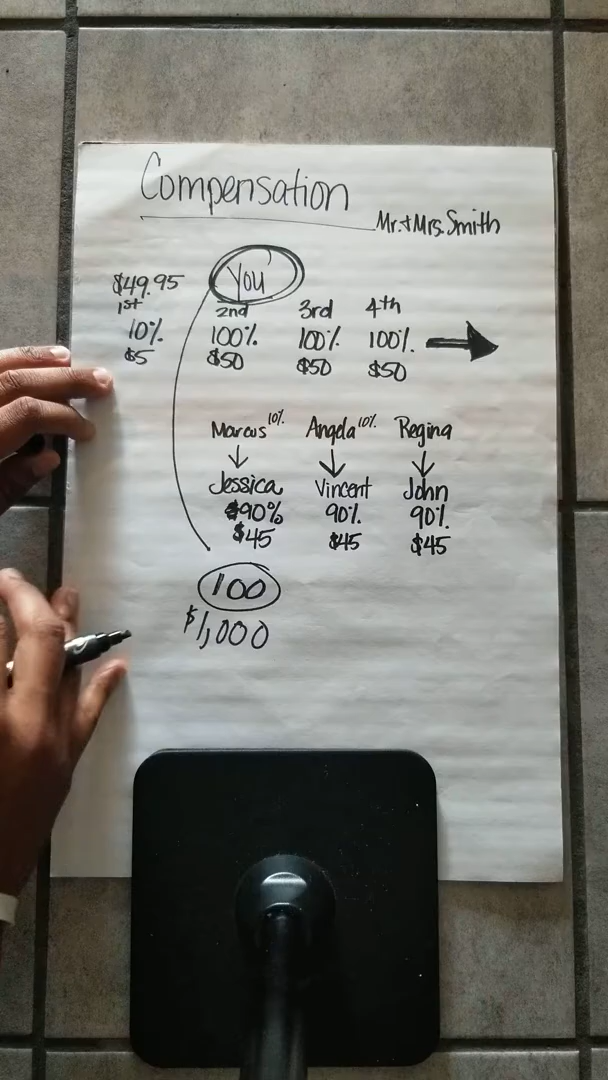 Compensation
Mr. + Mrs. Smith
$49.95 You
1st 2nd 3rd 4th
10% 100% 100% 100%.
$5 $50 $50 $50
Marcus 10% Angela 10% Regina
Jessica Vincent John
$90% 90% 90%
$45 $45 $45
100
$1,000